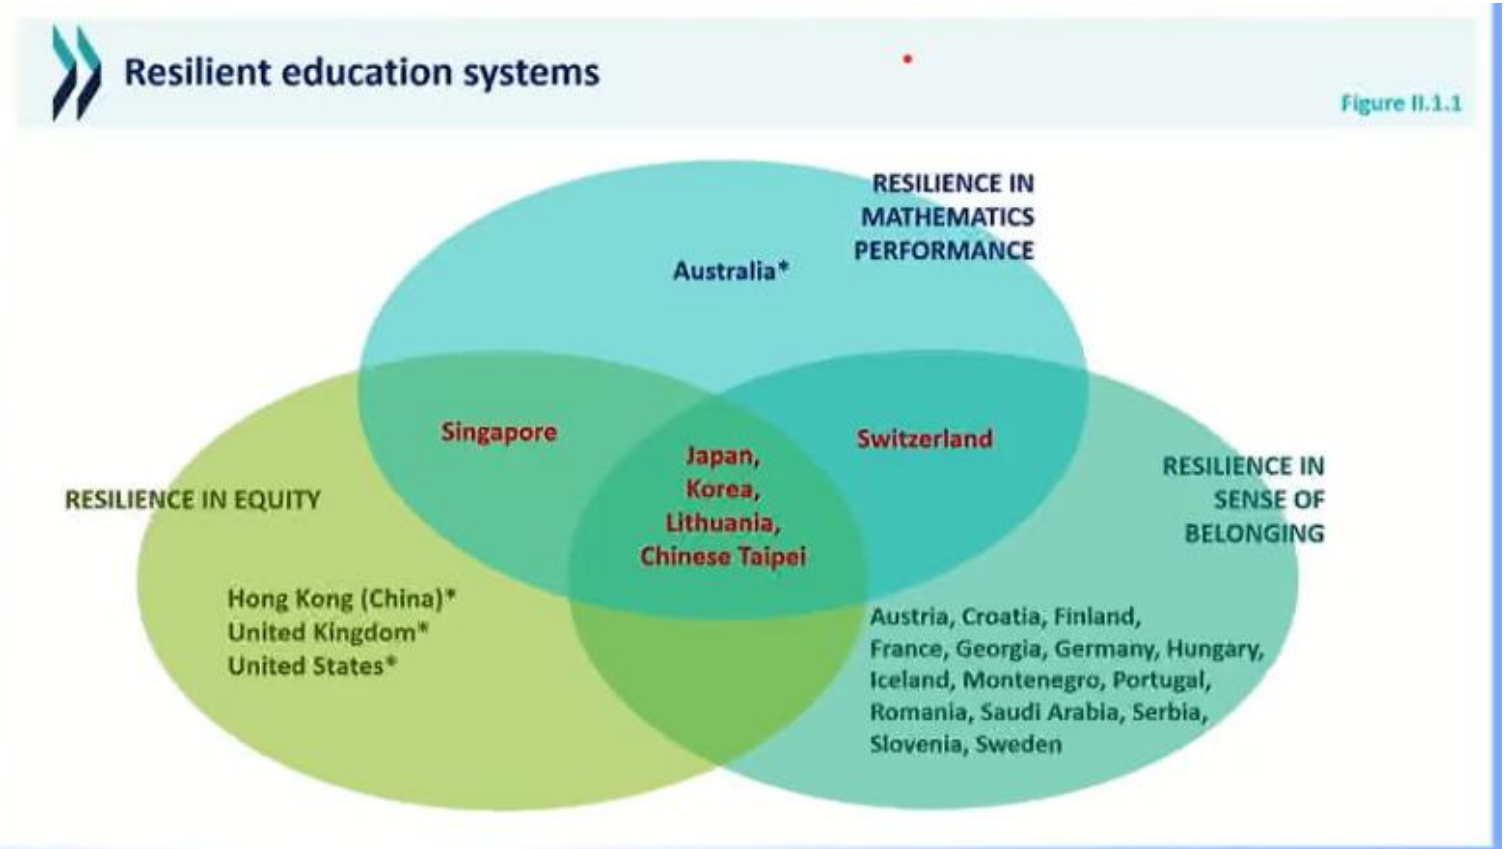 Resilient education systems
Figure II.1.1
RESILIENCE IN
MATHEMATICS
PERFORMANCE
Australia*
Singapore
Japan,
Korea,
Lithuania,
Chinese Taipei
Switzerland
RESILIENCE IN
SENSE OF
BELONGING
RESILIENCE IN EQUITY
Hong Kong (China)*
United Kingdom*
United States*
Austria, Croatia, Finland,
France, Georgia, Germany, Hungary,
Iceland, Montenegro, Portugal,
Romania, Saudi Arabia, Serbia,
Slovenia, Sweden